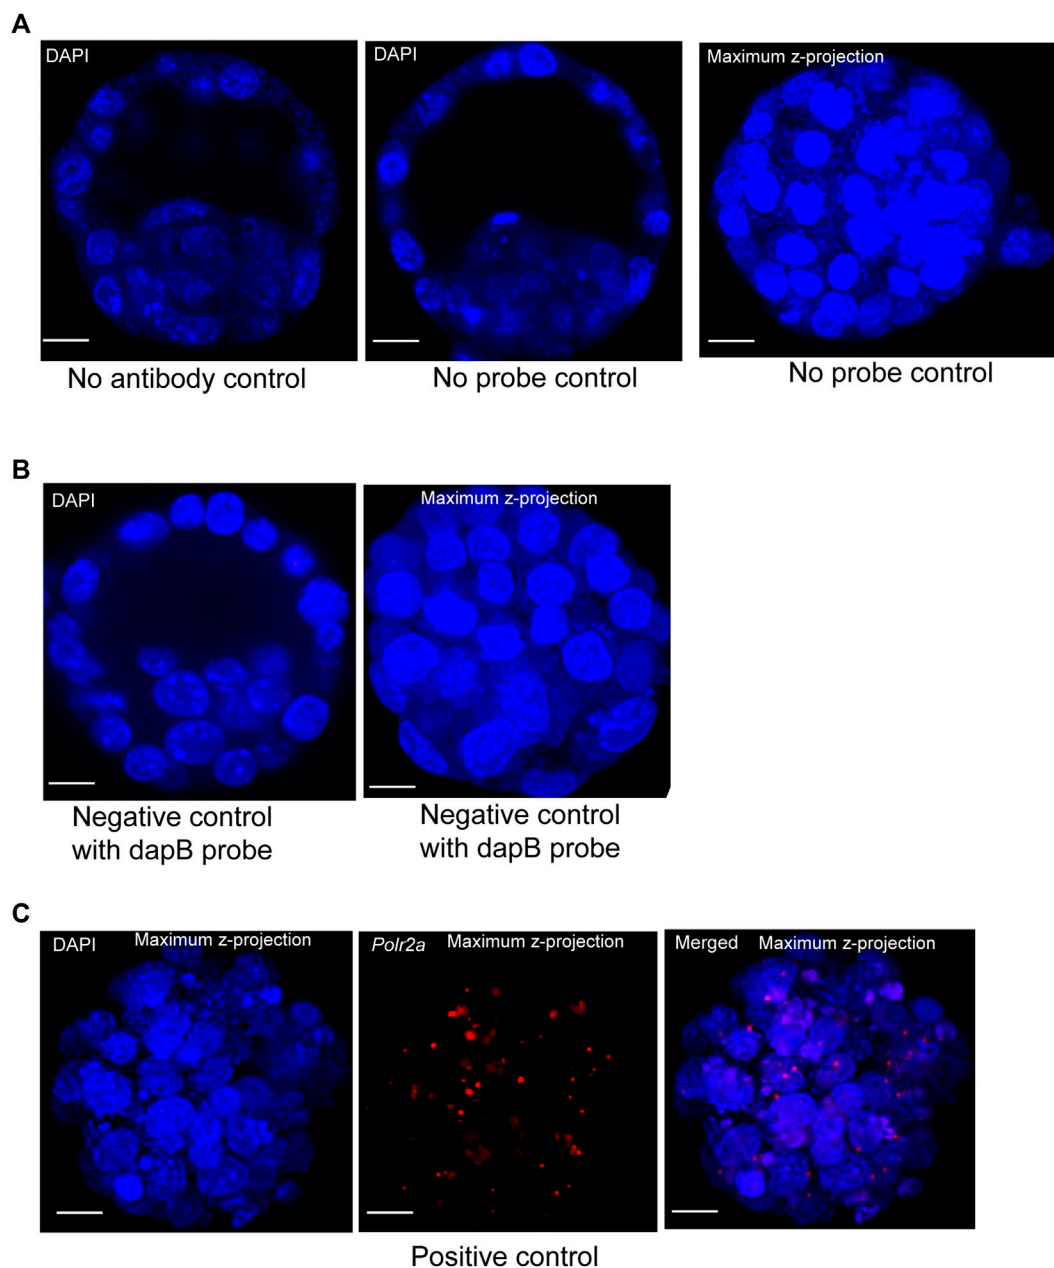 A
DAPI
DAPI
Maximum z-projection
No antibody control
No probe control
No probe control
B
DAPI
Maximum z-projection
Negative control
with dapB probe
Negative control
with dapB probe
C
DAPI
Maximum z-projection
Polr2a
Maximum z-projection
Merged
Maximum z-projection
Positive control